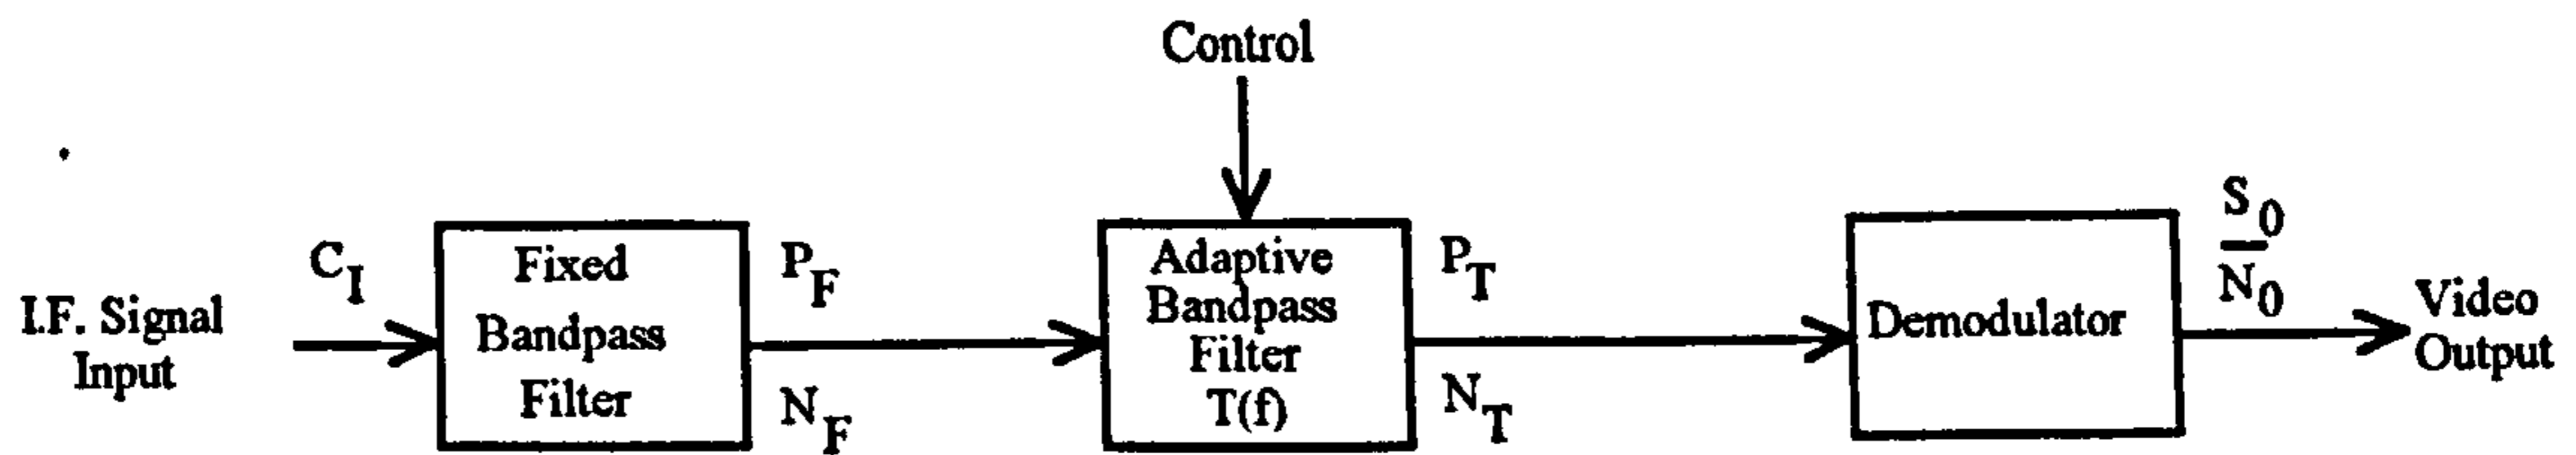 Control
I.F. Signal
Input
C_I
Fixed
Bandpass
Filter
P_F
N_F
Adaptive
Bandpass
Filter
T(f)
P_T
N_T
Demodulator
S_0
N_0
Video
Output